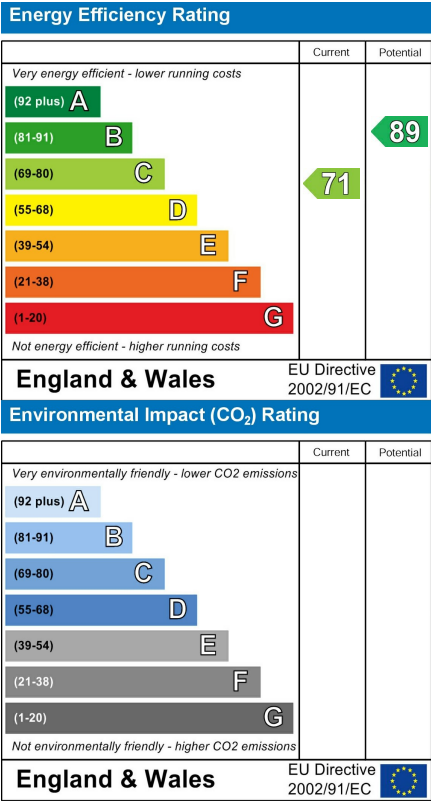 Energy Efficiency Rating
Current Potential
Very energy efficient - lower running costs
(92 plus) A
(81-91) B
(69-80) C
(55-68) D
(39-54) E
(21-38) F
(1-20) G
71
89
Not energy efficient - higher running costs
England & Wales
EU Directive
2002/91/EC
Environmental Impact (CO₂) Rating
Current Potential
Very environmentally friendly - lower CO2 emissions
(92 plus) A
(81-91) B
(69-80) C
(55-68) D
(39-54) E
(21-38) F
(1-20) G
Not environmentally friendly - higher CO2 emissions
England & Wales
EU Directive
2002/91/EC